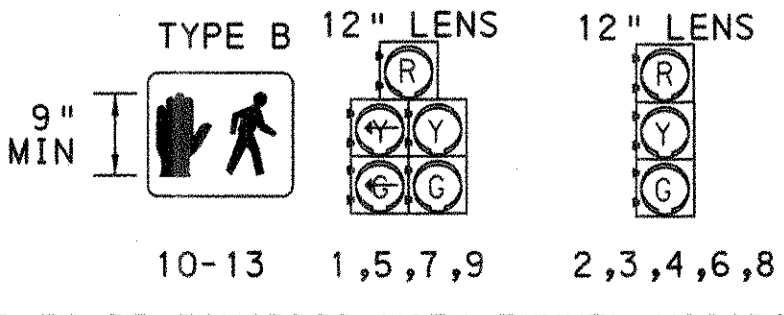 TYPE B 12" LENS 12" LENS
R R
9" MIN
Y Y Y
G G G
10-13 1,5,7,9 2,3,4,6,8